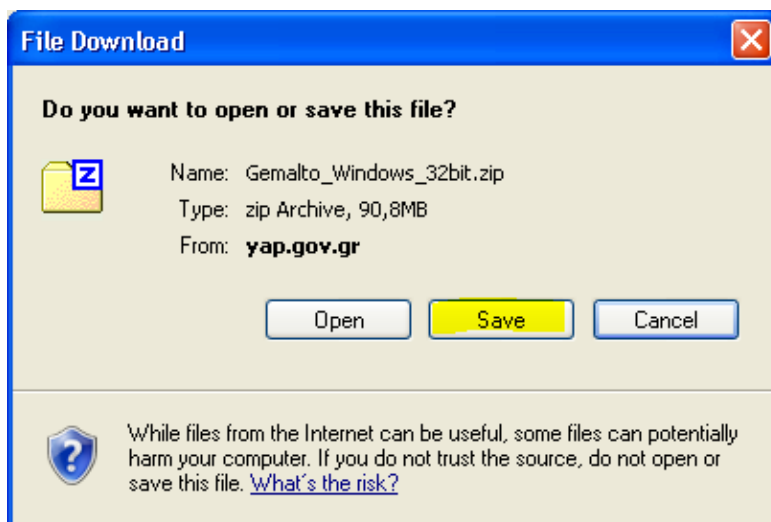 File Download
Do you want to open or save this file?
Name: Gemalto_Windows_32bit.zip
Type: zip Archive, 90,8MB
From: yap.gov.gr
Open Save Cancel
While files from the Internet can be useful, some files can potentially
harm your computer. If you do not trust the source, do not open or
save this file. What's the risk?